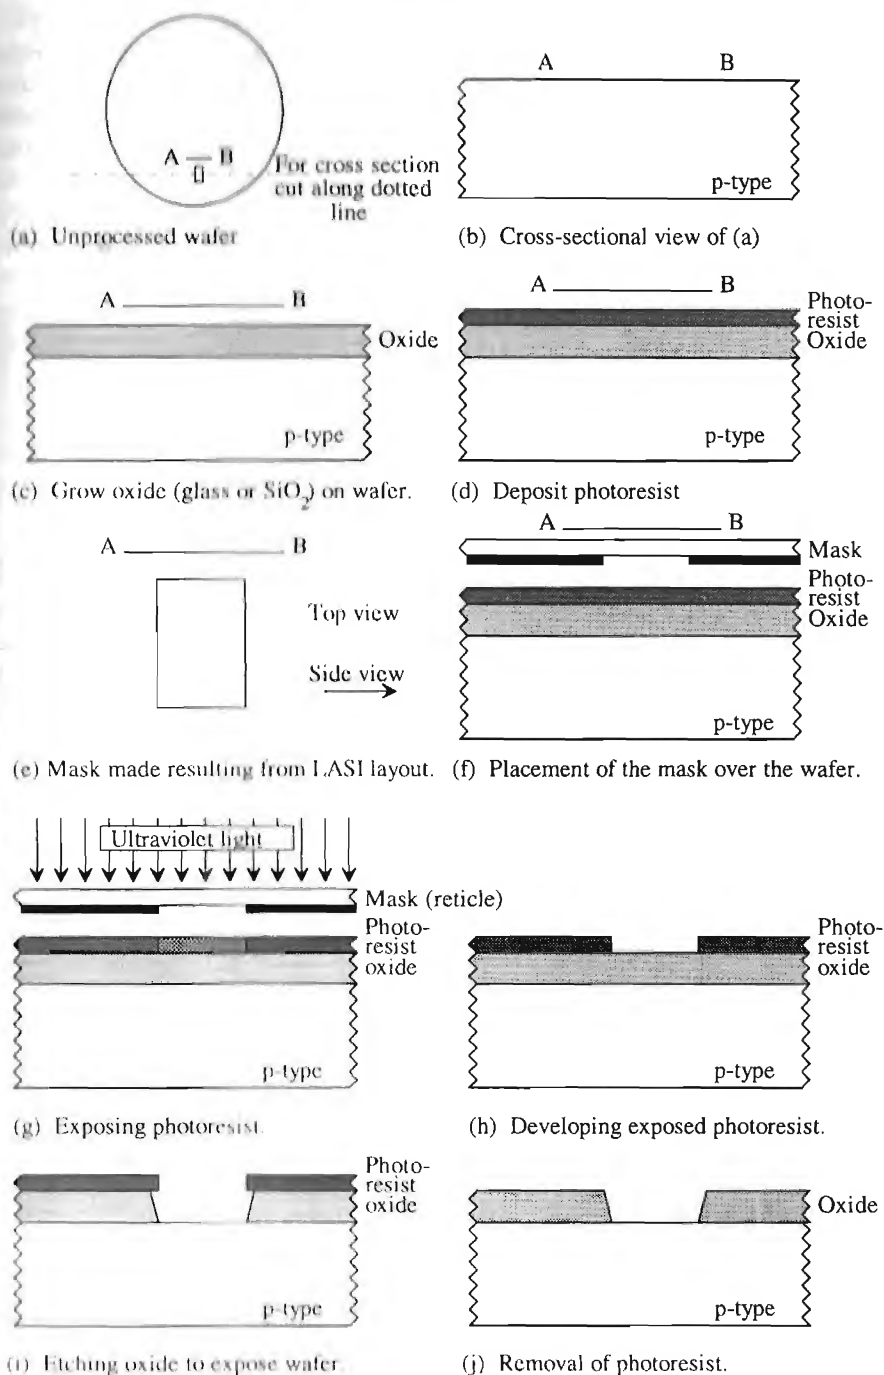 A B
For cross section
cut along dotted
line
(a) Unprocessed wafer
A B
p-type
(b) Cross-sectional view of (a)
A B
Oxide
p-type
(c) Grow oxide (glass or SiO2) on wafer.
A B
Photo-
resist
Oxide
p-type
(d) Deposit photoresist
A B
Top view
Side view
(e) Mask made resulting from LASI layout.
A B
Mask
Photo-
resist
Oxide
p-type
(f) Placement of the mask over the wafer.
Ultraviolet light
Mask (reticle)
Photo-
resist
oxide
p-type
(g) Exposing photoresist.
Photo-
resist
oxide
p-type
(h) Developing exposed photoresist.
Photo-
resist
oxide
p-type
(i) Etching oxide to expose wafer.
Oxide
p-type
(j) Removal of photoresist.